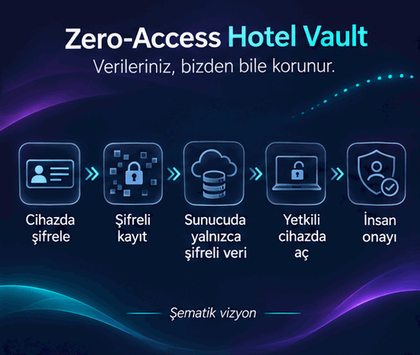 Zero-Access Hotel Vault
Verileriniz, bizden bile korunur.
Cihazda
şifrele
Şifreli
kayıt
Sunucuda
yalnızca
şifreli veri
Yetkili
cihazda
aç
İnsan
onayı
Şematik vizyon